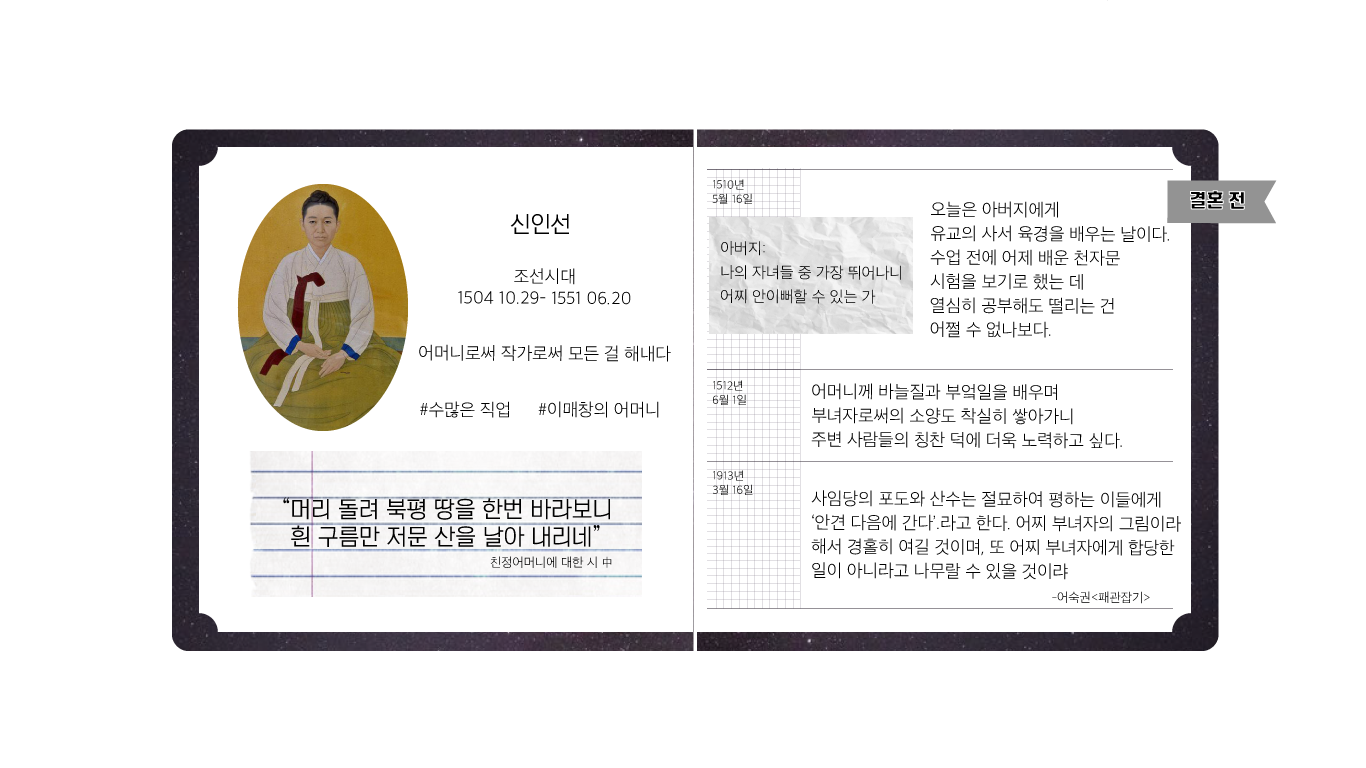 신인선
조선시대
1504 10.29- 1551 06.20
어머니로써 작가로써 모든 걸 해내다
#수많은 직업 #이매창의 어머니
“머리 돌려 북평 땅을 한번 바라보니
흰 구름만 저문 산을 날아 내리네”
친정어머니에 대한 시 中
결혼 전
1510년
5월 16일
아버지:
나의 자녀들 중 가장 뛰어나니
어찌 안이뻐할 수 있는 가
오늘은 아버지에게
유교의 사서 육경을 배우는 날이다.
수업 전에 어제 배운 천자문
시험을 보기로 했는 데
열심히 공부해도 떨리는 건
어쩔 수 없나보다.
1512년
6월 1일
어머니께 바늘질과 부엌일을 배우며
부녀자로써의 소양도 착실히 쌓아가니
주변 사람들의 칭찬 덕에 더욱 노력하고 싶다.
1913년
3월 16일
사임당의 포도와 산수는 절묘하여 평하는 이들에게
‘안견 다음에 간다’.라고 한다. 어찌 부녀자의 그림이라
해서 경홀히 여길 것이며, 또 어찌 부녀자에게 합당한
일이 아니라고 나무랄 수 있을 것이랴
-어숙권<패관잡기>